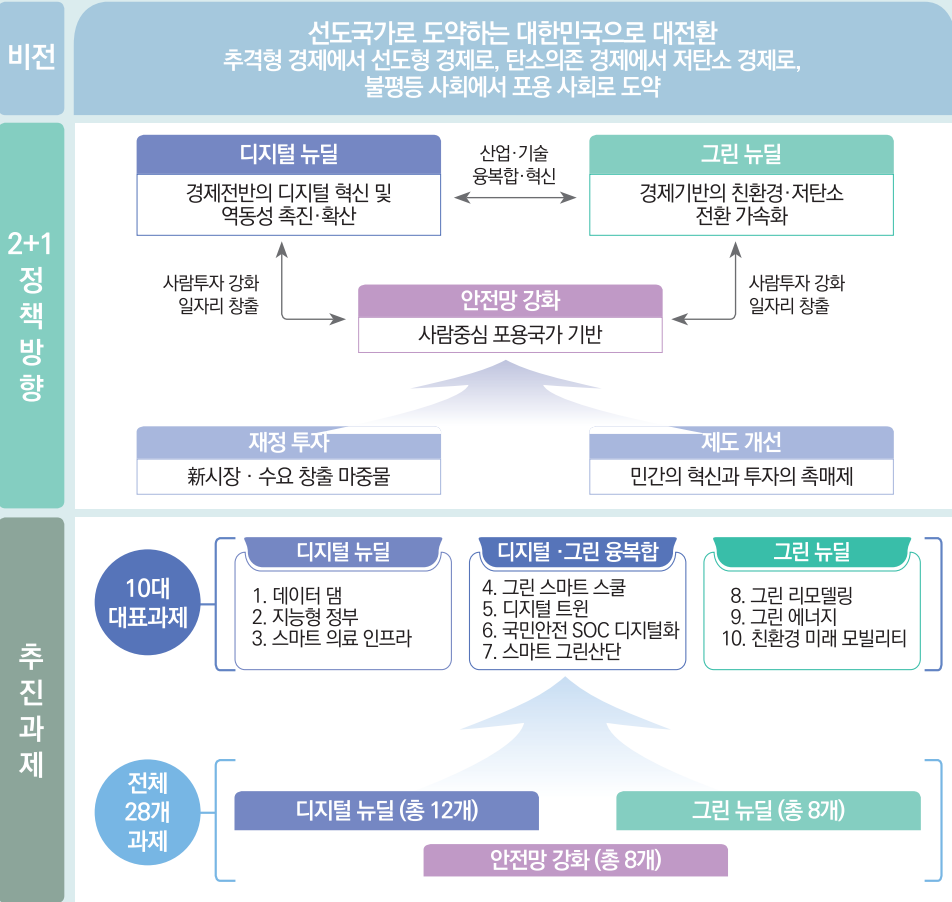 비전
선도국가로 도약하는 대한민국으로 대전환
추격형 경제에서 선도형 경제로, 탄소의존 경제에서 저탄소 경제로,
불평등 사회에서 포용 사회로 도약
2+1
정
책
방
향
디지털 뉴딜
경제전반의 디지털 혁신 및
역동성 촉진·확산
산업·기술
융복합·혁신
그린 뉴딜
경제기반의 친환경·저탄소
전환 가속화
사람투자 강화
일자리 창출
안전망 강화
사람중심 포용국가 기반
사람투자 강화
일자리 창출
재정 투자
新시장 · 수요 창출 마중물
제도 개선
민간의 혁신과 투자의 촉매제
추
진
과
제
10대
대표과제
디지털 뉴딜
1. 데이터 댐
2. 지능형 정부
3. 스마트 의료 인프라
디지털 ·그린 융복합
4. 그린 스마트 스쿨
5. 디지털 트윈
6. 국민안전 SOC 디지털화
7. 스마트 그린산단
그린 뉴딜
8. 그린 리모델링
9. 그린 에너지
10. 친환경 미래 모빌리티
전체
28개
과제
디지털 뉴딜 (총 12개)
그린 뉴딜 (총 8개)
안전망 강화 (총 8개)